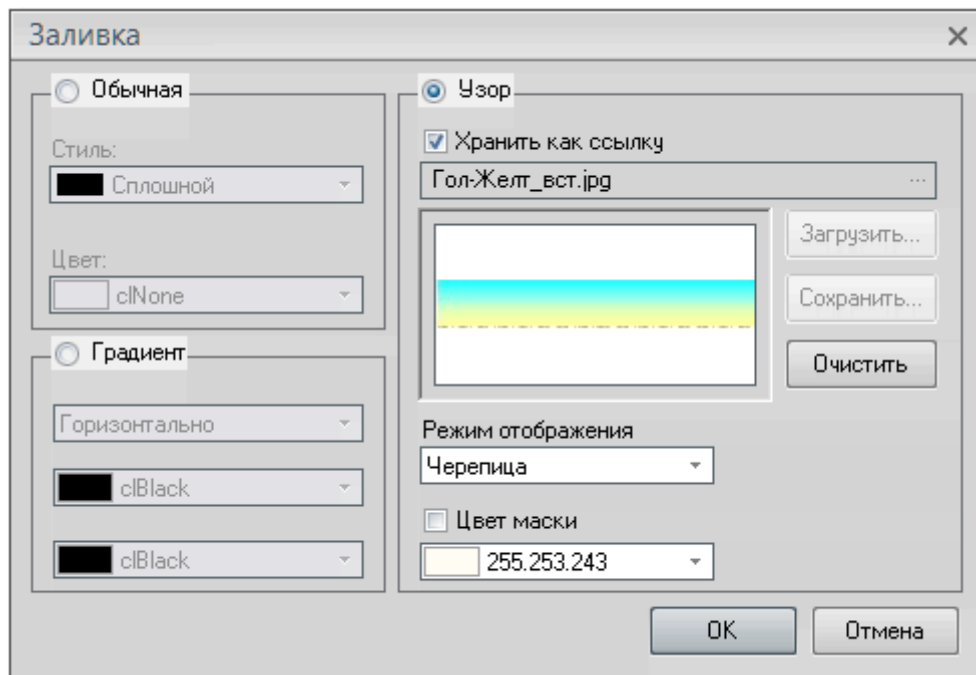 Заливка
Обычная
Стиль:
Сплошной
Цвет:
clNone
Градиент
Горизонтально
clBlack
clBlack
Узор
Хранить как ссылку
Гол-Желт_вст.jpg ...
Загрузить...
Сохранить...
Очистить
Режим отображения
Черепица
Цвет маски
255.253.243
OK
Отмена